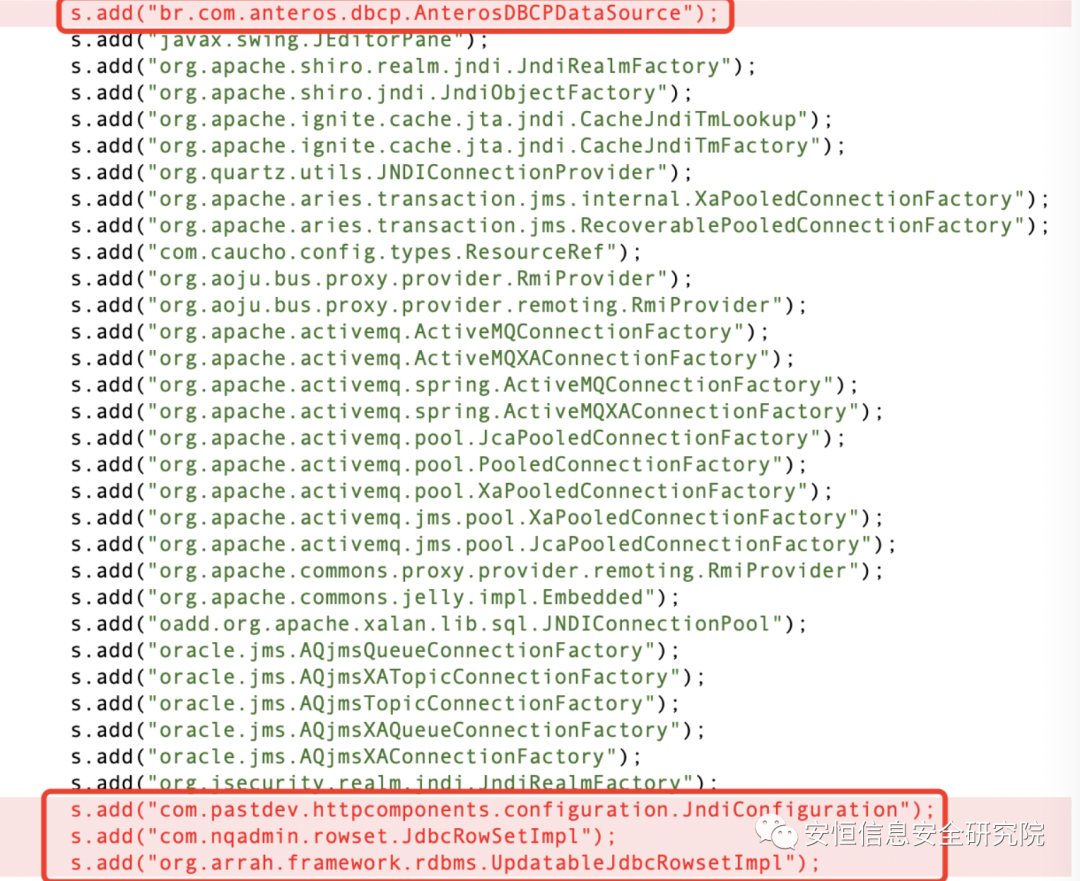 s.add("br.com.anteros.dbcp.AnterosDBCPDataSource");
s.add("javax.swing.JEditorPane");
s.add("org.apache.shiro.realm.jndi.JndiRealmFactory");
s.add("org.apache.shiro.jndi.JndiObjectFactory");
s.add("org.apache.ignite.cache.jta.jndi.CacheJndiTmLookup");
s.add("org.apache.ignite.cache.jta.jndi.CacheJndiTmFactory");
s.add("org.quartz.utils.JNDIConnectionProvider");
s.add("org.apache.aries.transaction.jms.internal.XaPooledConnectionFactory");
s.add("org.apache.aries.transaction.jms.RecoverablePooledConnectionFactory");
s.add("com.caucho.config.types.ResourceRef");
s.add("org.aoju.bus.proxy.provider.RmiProvider");
s.add("org.aoju.bus.proxy.provider.remoting.RmiProvider");
s.add("org.apache.activemq.ActiveMQConnectionFactory");
s.add("org.apache.activemq.ActiveMQXAConnectionFactory");
s.add("org.apache.activemq.spring.ActiveMQConnectionFactory");
s.add("org.apache.activemq.spring.ActiveMQXAConnectionFactory");
s.add("org.apache.activemq.pool.JcaPooledConnectionFactory");
s.add("org.apache.activemq.pool.PooledConnectionFactory");
s.add("org.apache.activemq.pool.XaPooledConnectionFactory");
s.add("org.apache.activemq.jms.pool.XaPooledConnectionFactory");
s.add("org.apache.activemq.jms.pool.JcaPooledConnectionFactory");
s.add("org.apache.commons.proxy.provider.remoting.RmiProvider");
s.add("org.apache.commons.jelly.impl.Embedded");
s.add("oadd.org.apache.xalan.lib.sql.JNDIConnectionPool");
s.add("oracle.jms.AQjmsQueueConnectionFactory");
s.add("oracle.jms.AQjmsXATopicConnectionFactory");
s.add("oracle.jms.AQjmsTopicConnectionFactory");
s.add("oracle.jms.AQjmsXAQueueConnectionFactory");
s.add("oracle.jms.AQjmsXAConnectionFactory");
s.add("org.jsecurity.realm.jndi.JndiRealmFactory");
s.add("com.pastdev.httpcomponents.configuration.JndiConfiguration");
s.add("com.nqadmin.rowset.JdbcRowSetImpl");
安恒信息安全研究院
s.add("org.arrah.framework.rdbms.UpdatableJdbcRowsetImpl");